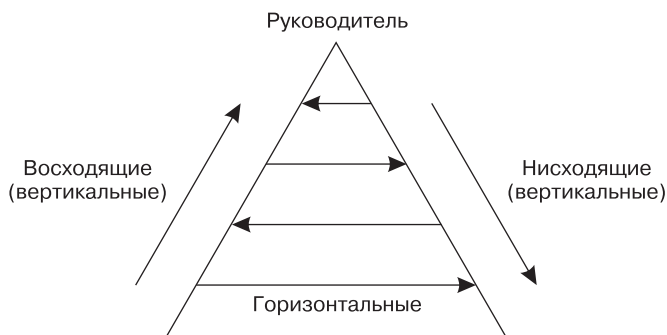 Руководитель
Восходящие
(вертикальные)
Нисходящие
(вертикальные)
Горизонтальные